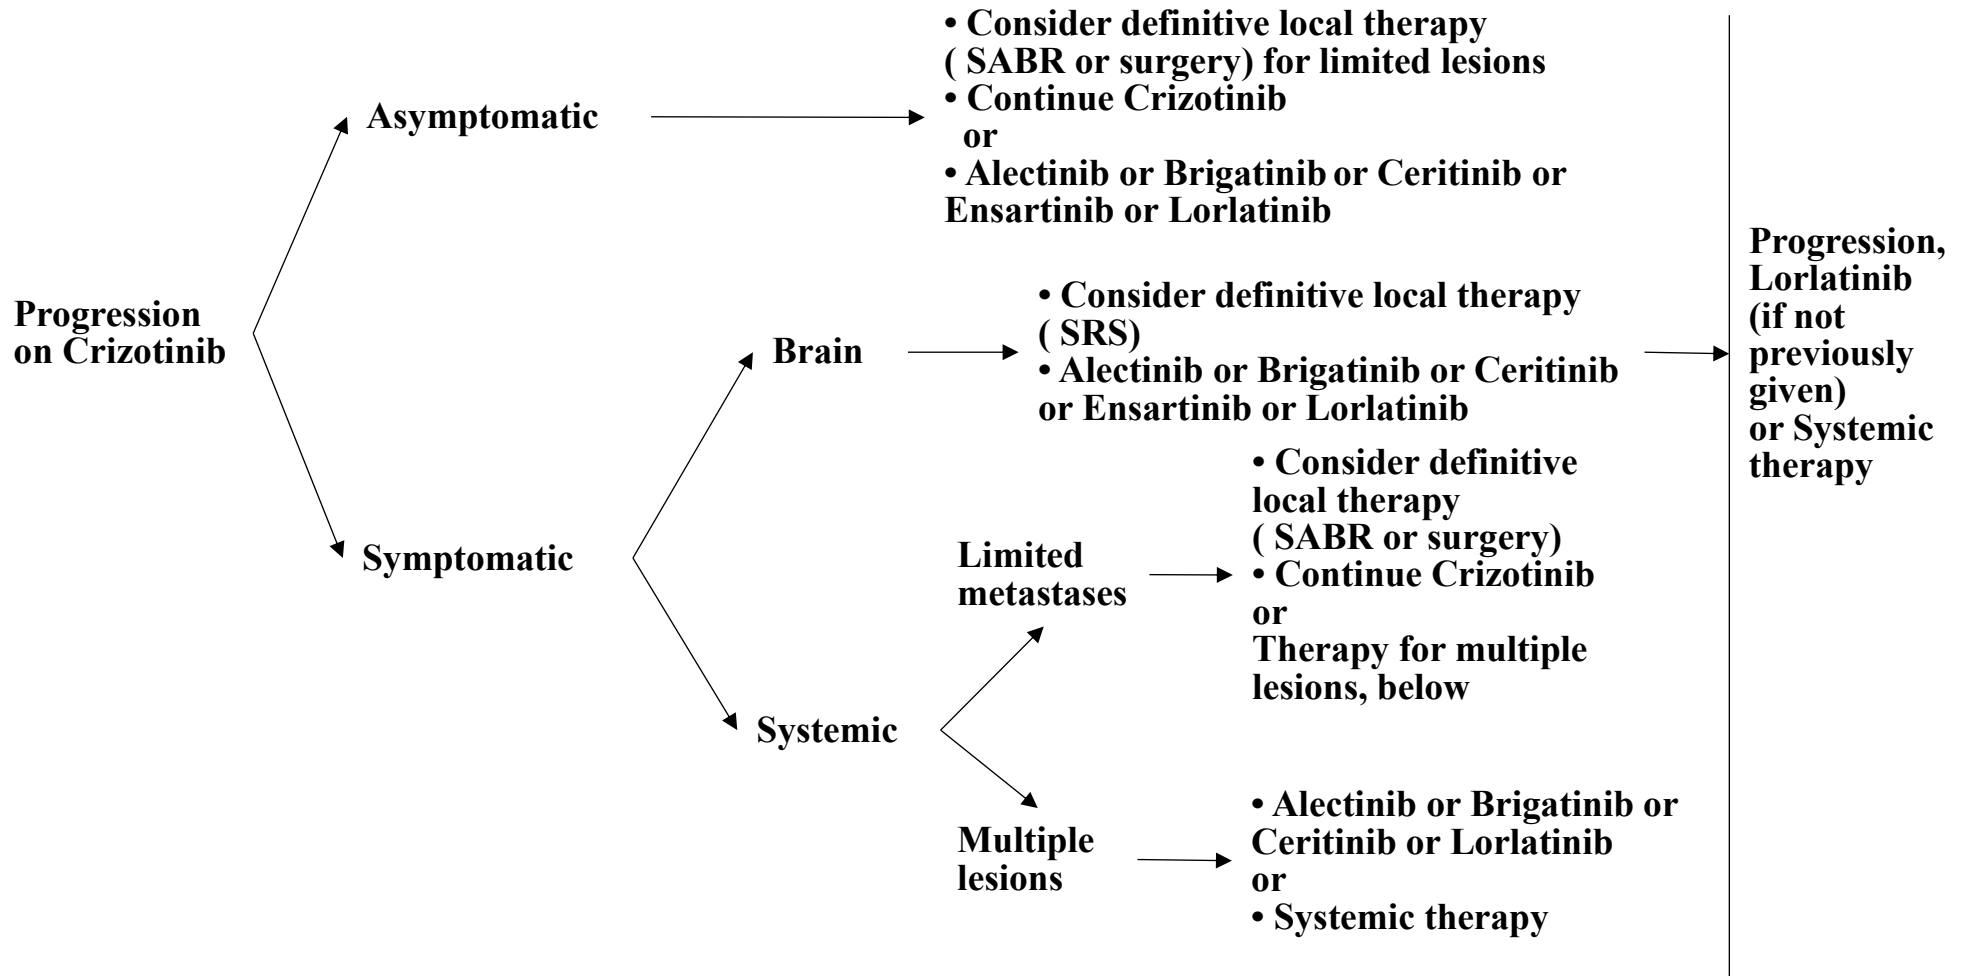 • Consider definitive local therapy
( SABR or surgery) for limited lesions
• Continue Crizotinib
or
• Alectinib or Brigatinib or Ceritinib or
Ensartinib or Lorlatinib
Asymptomatic
Progression
on Crizotinib
Brain
• Consider definitive local therapy
( SRS)
• Alectinib or Brigatinib or Ceritinib
or Ensartinib or Lorlatinib
Symptomatic
Limited
metastases
• Consider definitive
local therapy
( SABR or surgery)
• Continue Crizotinib
or
Therapy for multiple
lesions, below
Systemic
Multiple
lesions
• Alectinib or Brigatinib or
Ceritinib or Lorlatinib
or
• Systemic therapy
Progression,
Lorlatinib
(if not
previously
given)
or Systemic
therapy